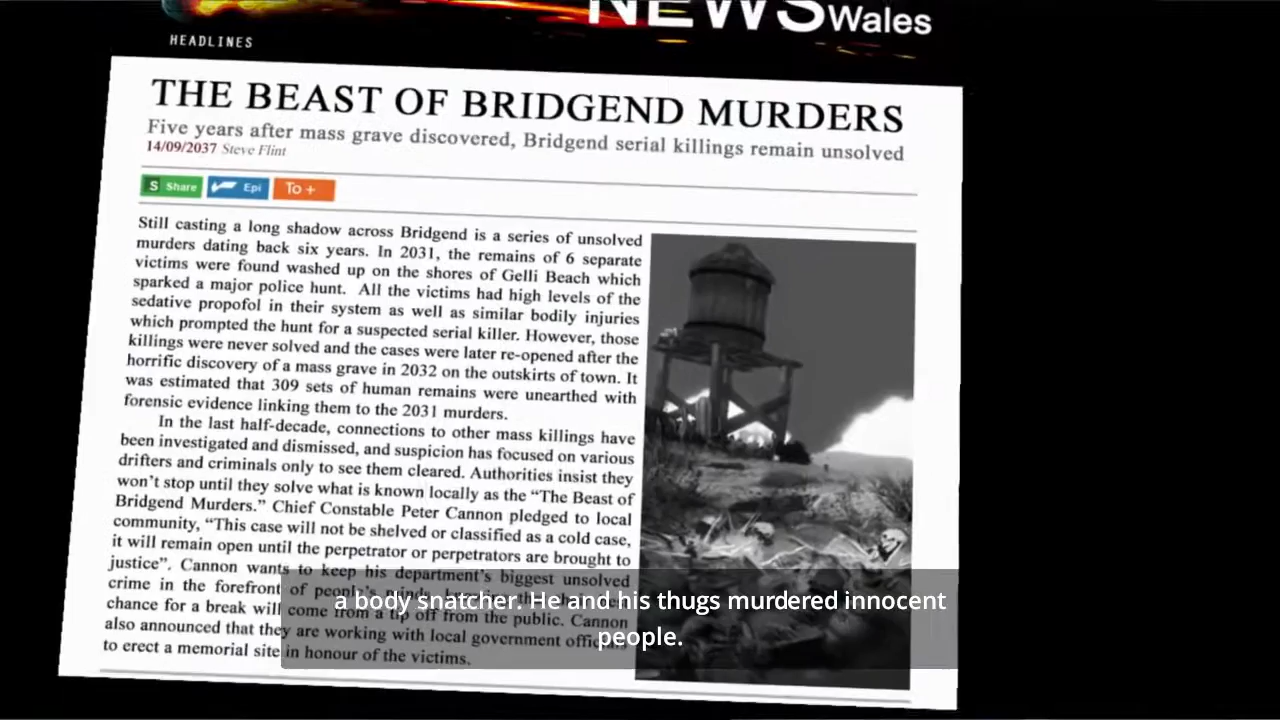 NEWSWales
HEADLINES
THE BEAST OF BRIDGEND MURDERS
Five years after mass grave discovered, Bridgend serial killings remain unsolved
14/09/2037 Steve Flint
S Share Epi To +
Still casting a long shadow across Bridgend is a series of unsolved
murders dating back six years. In 2031, the remains of 6 separate
victims were found washed up on the shores of Gelli Beach which
sparked a major police hunt. All the victims had high levels of the
sedative propofol in their system as well as similar bodily injuries
which prompted the hunt for a suspected serial killer. However, those
killings were never solved and the cases were later re-opened after the
horrific discovery of a mass grave in 2032 on the outskirts of town. It
was estimated that 309 sets of human remains were unearthed with
forensic evidence linking them to the 2031 murders.
In the last half-decade, connections to other mass killings have
been investigated and dismissed, and suspicion has focused on various
drifters and criminals only to see them cleared. Authorities insist they
won't stop until they solve what is known locally as the “The Beast of
Bridgend Murders.” Chief Constable Peter Cannon pledged to local
community, “This case will not be shelved or classified as a cold case,
it will remain open until the perpetrator or perpetrators are brought to
justice”. Cannon wants to keep his department's biggest unsolved
crime in the forefront of people's minds,
chance for a break will come from a tip off from the public. Cannon
also announced that they are working with local government
to erect a memorial site in honour of the victims.
a body snatcher. He and his thugs murdered innocent
people.